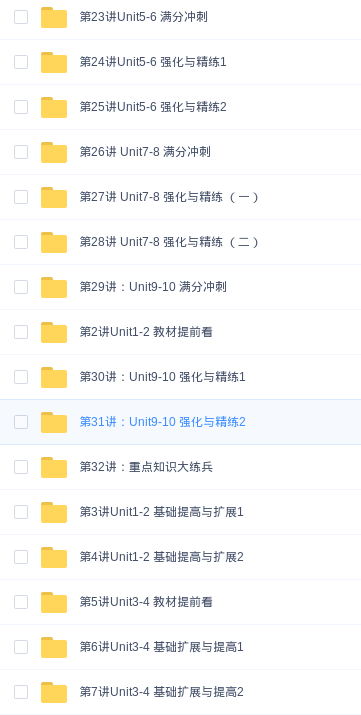 第23讲Unit5-6 满分冲刺
第24讲Unit5-6 强化与精练1
第25讲Unit5-6 强化与精练2
第26讲 Unit7-8 满分冲刺
第27讲 Unit7-8 强化与精练（一）
第28讲 Unit7-8 强化与精练（二）
第29讲：Unit9-10 满分冲刺
第2讲Unit1-2 教材提前看
第30讲：Unit9-10 强化与精练1
第31讲：Unit9-10 强化与精练2
第32讲：重点知识大练兵
第3讲Unit1-2 基础提高与扩展1
第4讲Unit1-2 基础提高与扩展2
第5讲Unit3-4 教材提前看
第6讲Unit3-4 基础扩展与提高1
第7讲Unit3-4 基础扩展与提高2